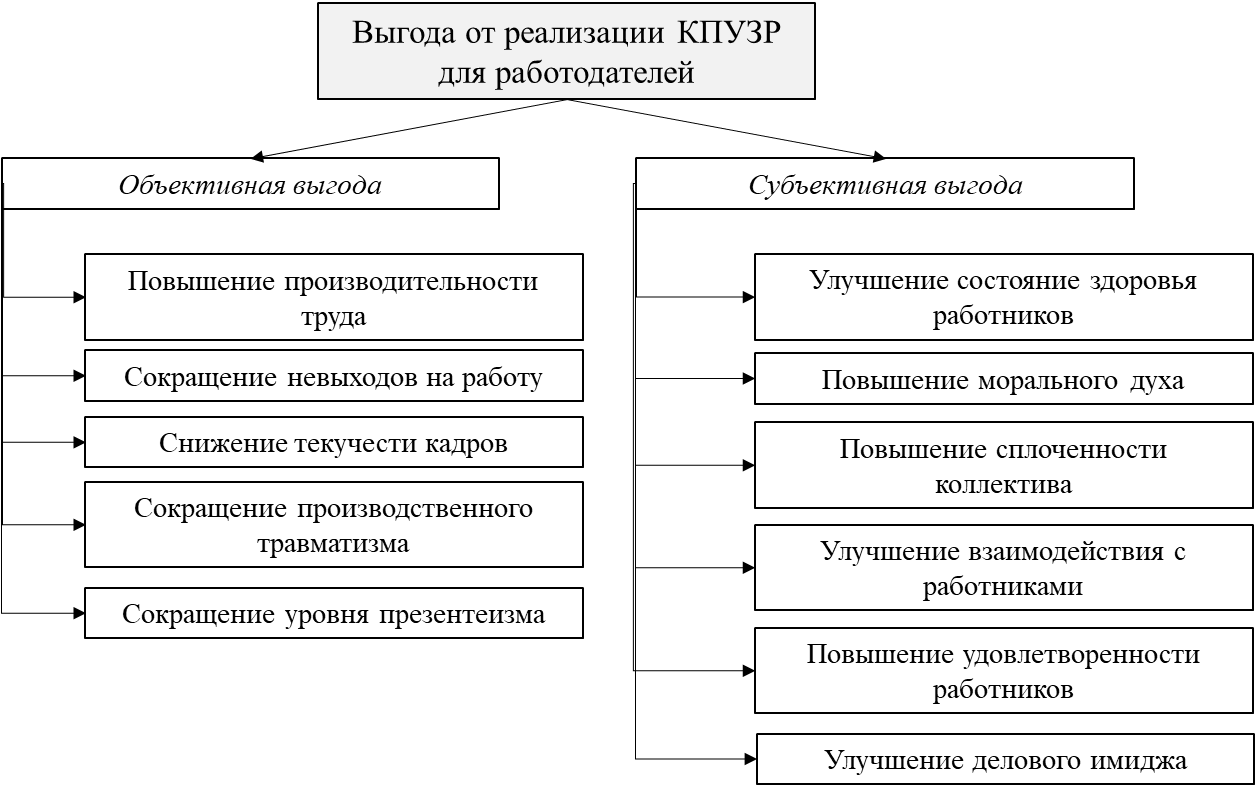 Выгода от реализации КПУЗР
для работодателей
Объективная выгода
Повышение производительности
труда
Сокращение невыходов на работу
Снижение текучести кадров
Сокращение производственного
травматизма
Сокращение уровня презентеизма
Субъективная выгода
Улучшение состояние здоровья
работников
Повышение морального духа
Повышение сплоченности
коллектива
Улучшение взаимодействия с
работниками
Повышение удовлетворенности
работников
Улучшение делового имиджа